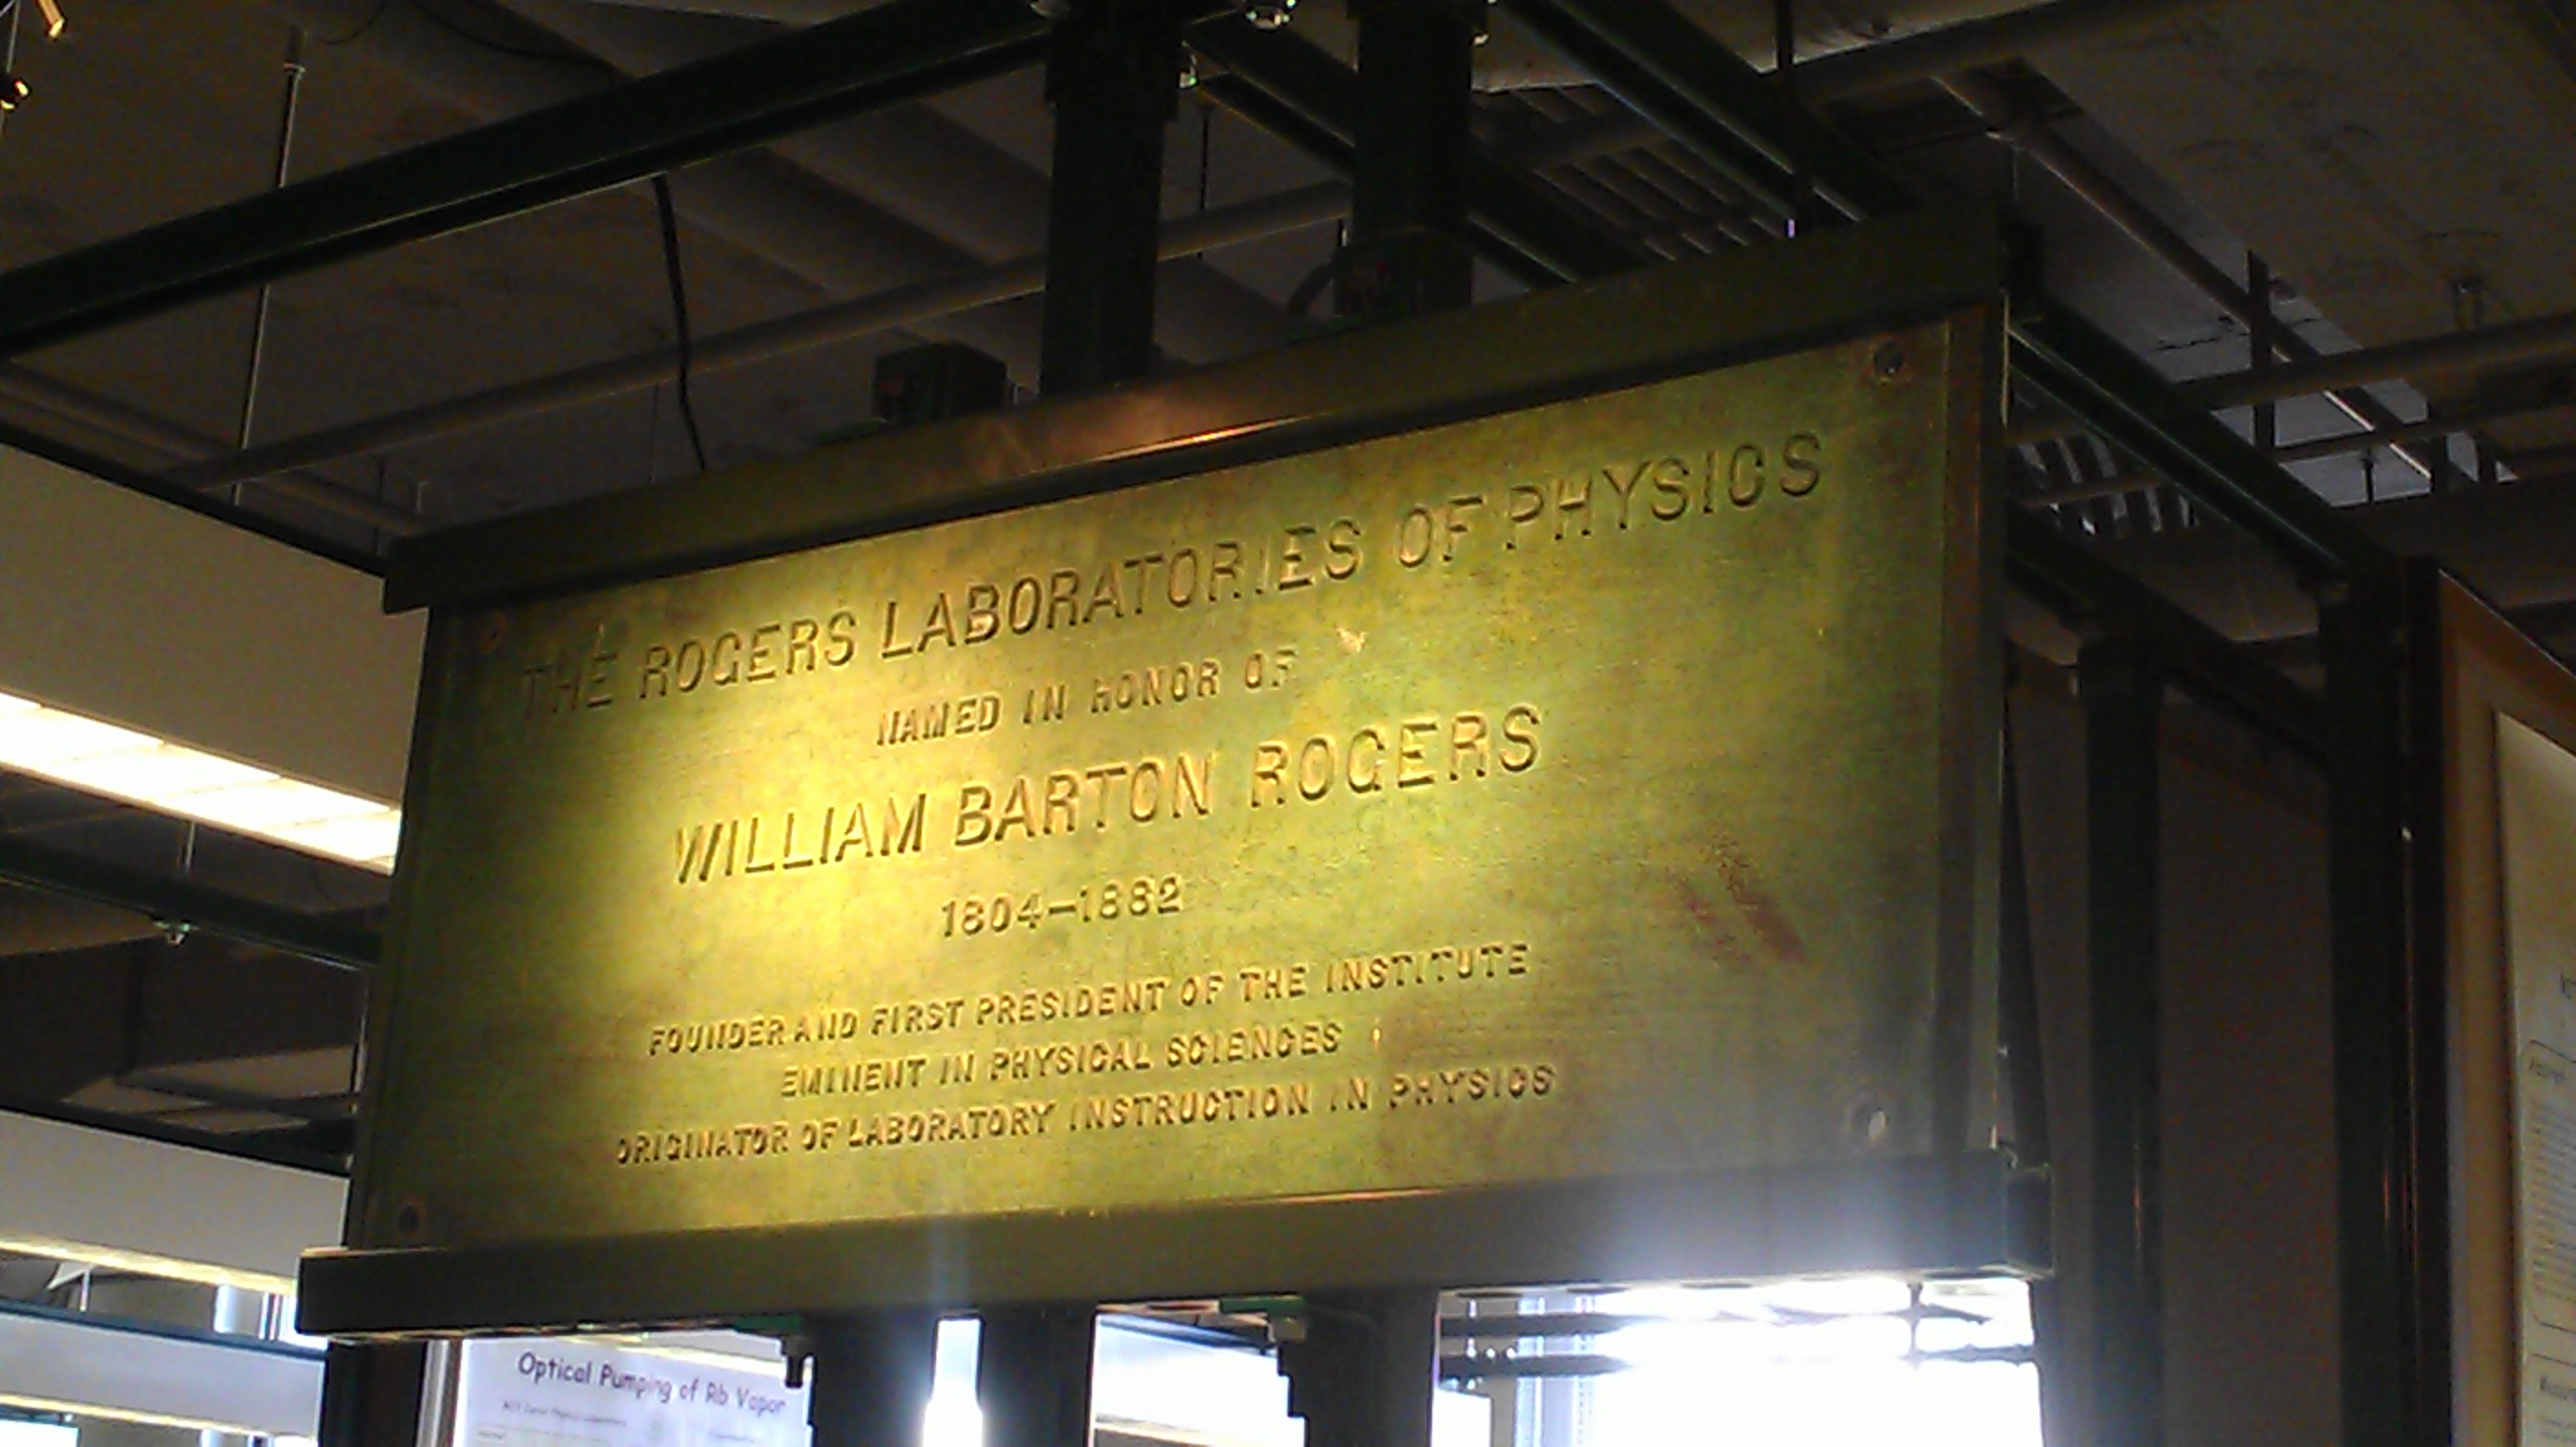 THE ROGERS LABORATORIES OF PHYSICS
NAMED IN HONOR OF
WILLIAM BARTON ROGERS
1804–1882
FOUNDER AND FIRST PRESIDENT OF THE INSTITUTE
EMINENT IN PHYSICAL SCIENCES
ORIGINATOR OF LABORATORY INSTRUCTION IN PHYSICS
Optical Pumping of Rb Vapor